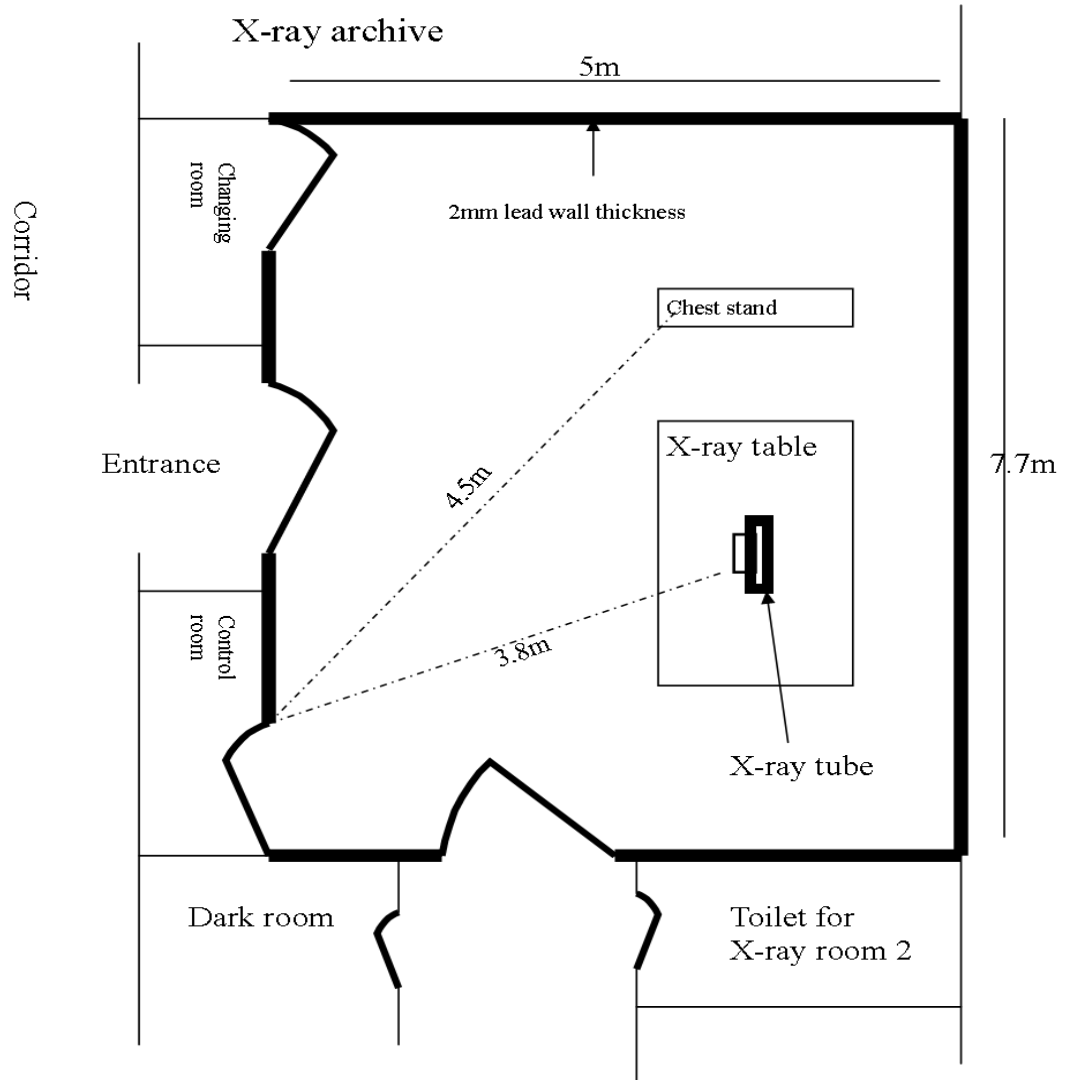 X-ray archive
5m
Changing
room
2mm lead wall thickness
Corridor
Chest stand
X-ray table
Entrance
4.5m
7.7m
Control
room
3.8m
X-ray tube
Dark room
Toilet for
X-ray room 2